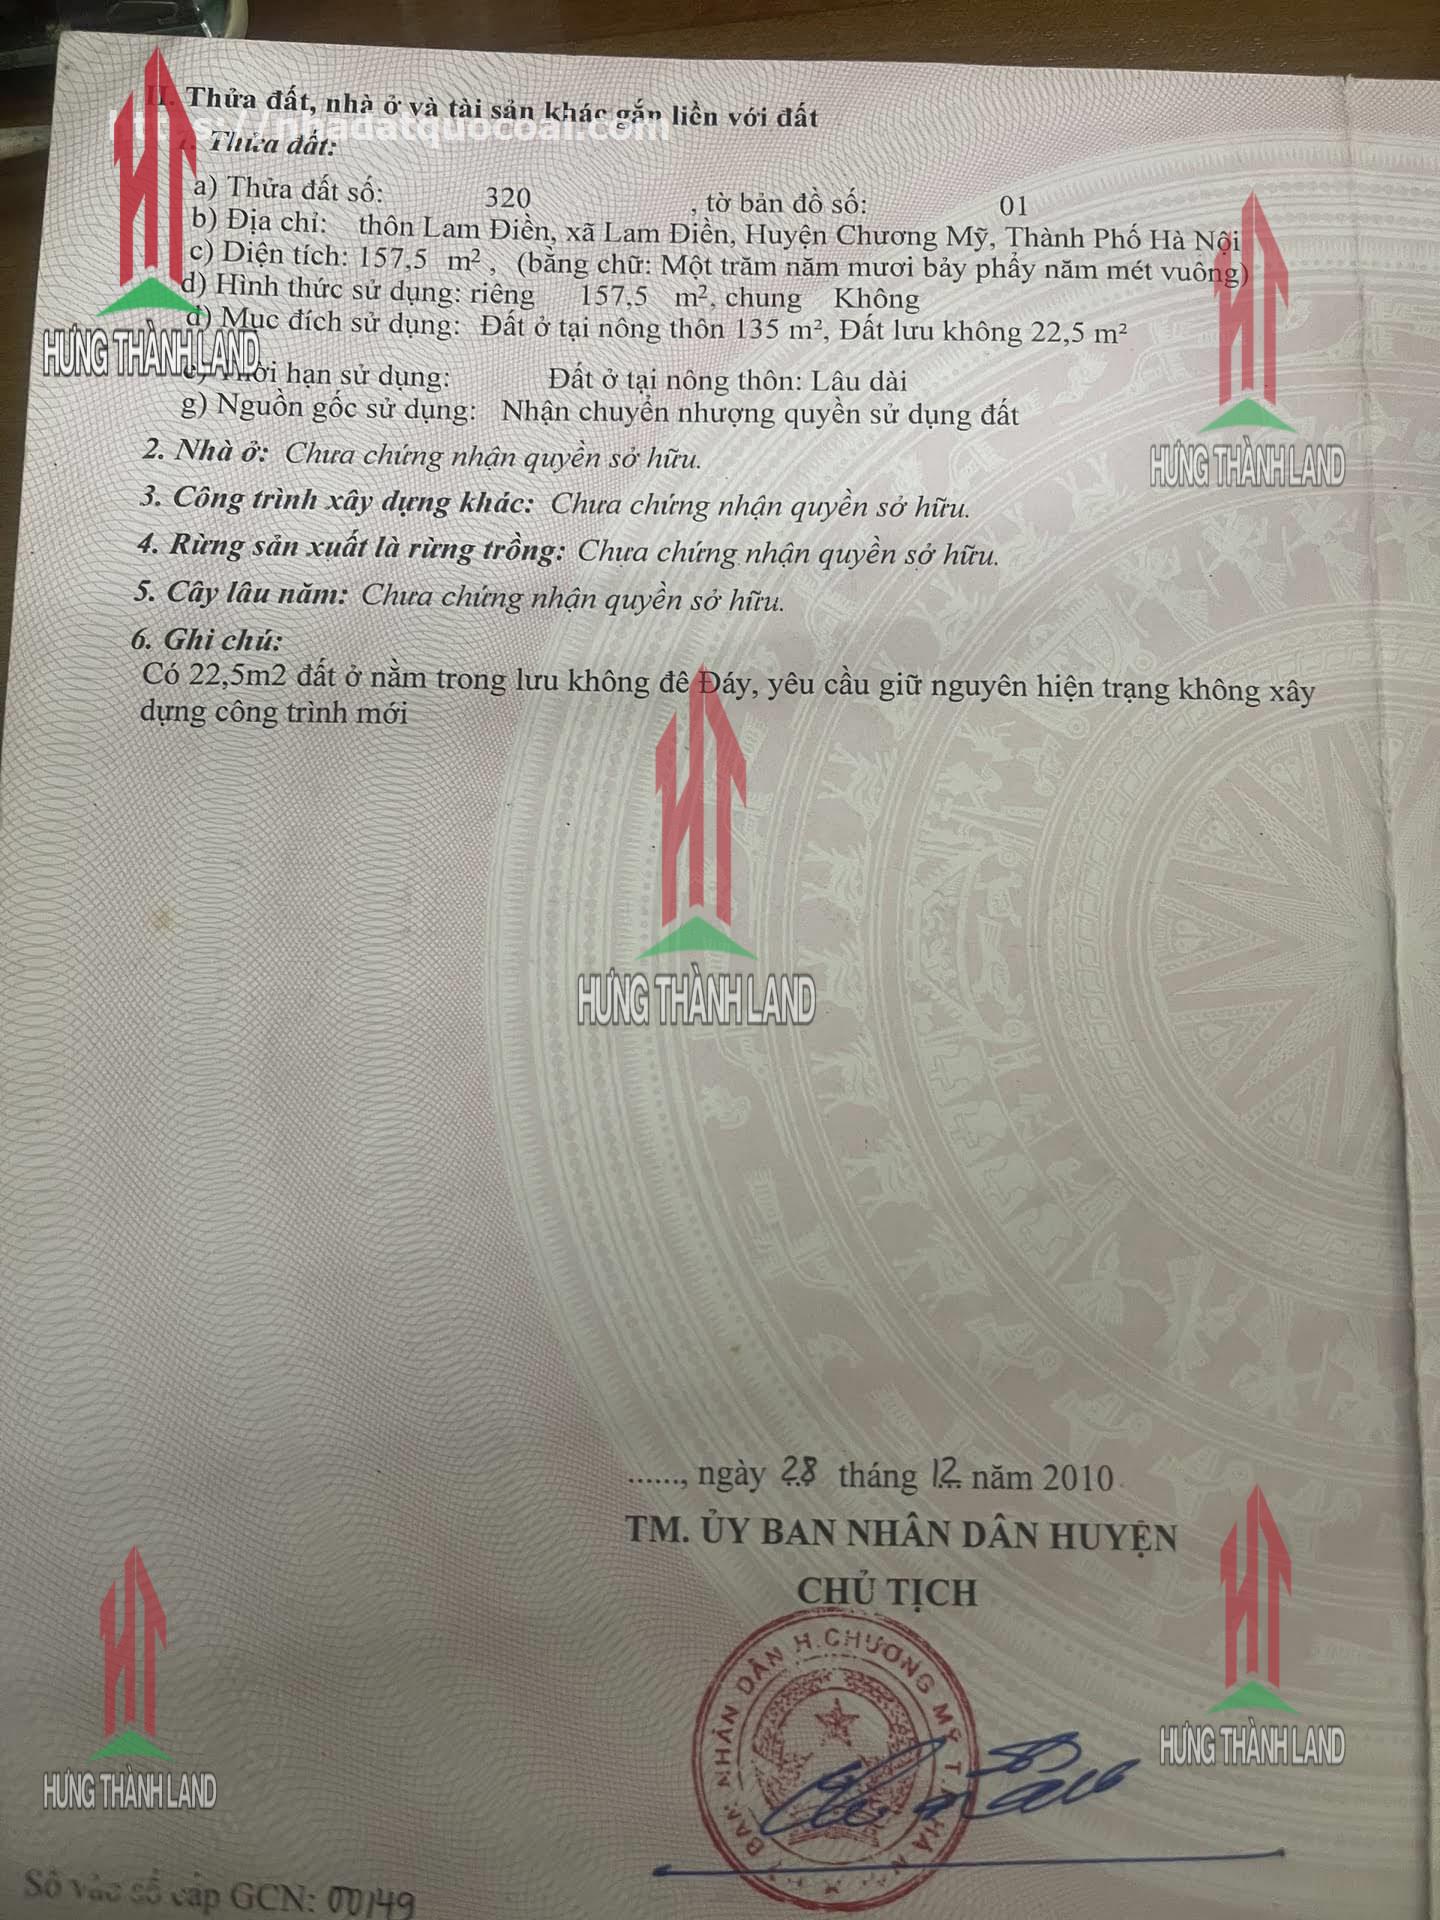 II. Thửa đất, nhà ở và tài sản khác gắn liền với đất
https://nhadatquocoai.com
1. Thửa đất:
a) Thửa đất số: 320 , tờ bản đồ số: 01
b) Địa chỉ: thôn Lam Điền, xã Lam Điền, Huyện Chương Mỹ, Thành Phố Hà Nội
c) Diện tích: 157,5 m², (bằng chữ: Một trăm năm mươi bảy phẩy năm mét vuông)
d) Hình thức sử dụng: riêng 157,5 m², chung Không
đ) Mục đích sử dụng: Đất ở tại nông thôn 135 m², Đất lưu không 22,5 m²
HƯNG THÀNH LAND
e) Thời hạn sử dụng: Đất ở tại nông thôn: Lâu dài
g) Nguồn gốc sử dụng: Nhận chuyển nhượng quyền sử dụng đất
2. Nhà ở: Chưa chứng nhận quyền sở hữu.
HƯNG THÀNH LAND
3. Công trình xây dựng khác: Chưa chứng nhận quyền sở hữu.
4. Rừng sản xuất là rừng trồng: Chưa chứng nhận quyền sở hữu.
5. Cây lâu năm: Chưa chứng nhận quyền sở hữu.
6. Ghi chú:
Có 22,5m2 đất ở nằm trong lưu không đê Đáy, yêu cầu giữ nguyên hiện trạng không xây
dựng công trình mới
HƯNG THÀNH LAND
......, ngày 28 tháng 12 năm 2010
TM. ỦY BAN NHÂN DÂN HUYỆN
CHỦ TỊCH
BAN NHÂN DÂN H. CHƯƠNG MỸ T.
HƯNG THÀNH LAND
HƯNG THÀNH LAND
Số vào sổ cấp GCN: 00149